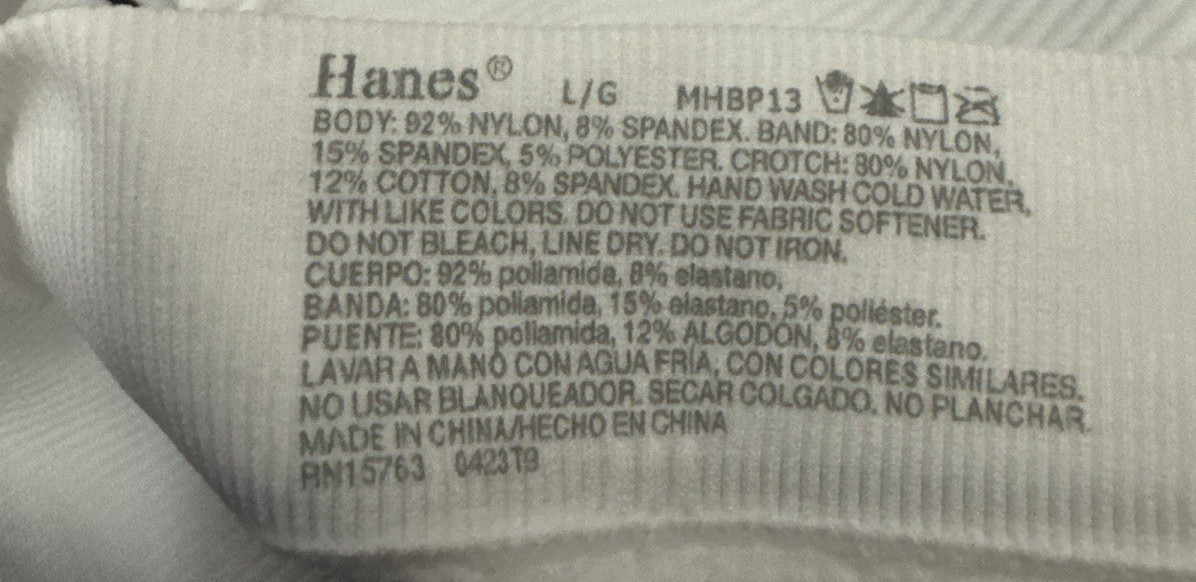 Hanes® L/G MHBP13
BODY: 92% NYLON, 8% SPANDEX. BAND: 80% NYLON,
15% SPANDEX, 5% POLYESTER. CROTCH: 80% NYLON,
12% COTTON, 8% SPANDEX. HAND WASH COLD WATER,
WITH LIKE COLORS. DO NOT USE FABRIC SOFTENER.
DO NOT BLEACH, LINE DRY. DO NOT IRON.
CUERPO: 92% poliamida, 8% elastano,
BANDA: 80% poliamida, 15% elastano, 5% poliéster.
PUENTE: 80% poliamida, 12% ALGODÓN, 8% elastano.
LAVAR A MANO CON AGUA FRÍA, CON COLORES SIMILARES.
NO USAR BLANQUEADOR. SECAR COLGADO. NO PLANCHAR.
MADE IN CHINA/HECHO EN CHINA
RN15763 0423T9